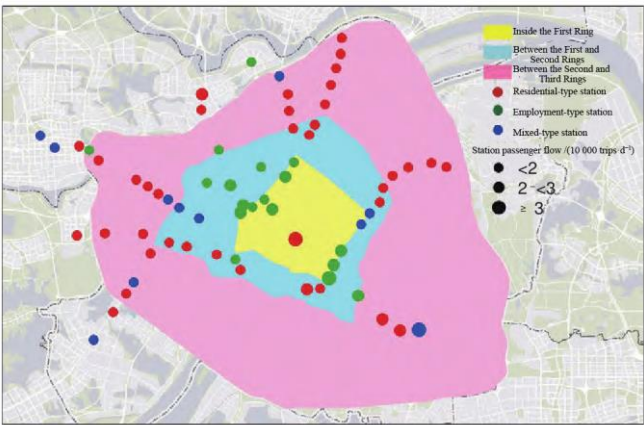 Inside the First Ring
Between the First and
Second Rings
Between the Second and
Third Rings
Residential-type station
Employment-type station
Mixed-type station
Station passenger flow /(10 000 trips·d⁻¹)
<2
2~<3
≥ 3